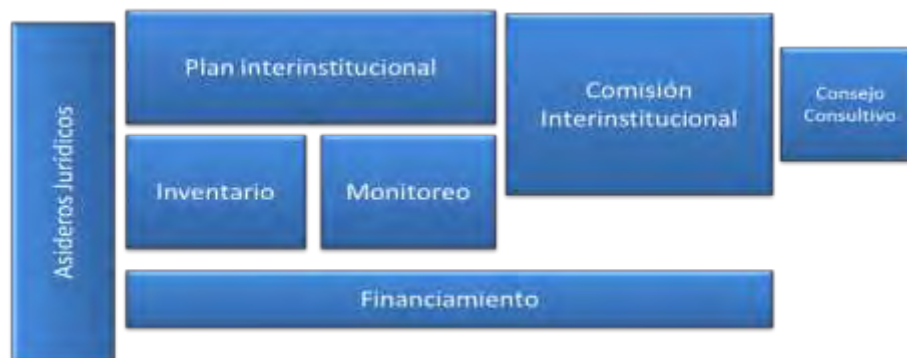 Asideros Jurídicos
Plan interinstitucional
Comisión
Interinstitucional
Consejo
Consultivo
Inventario
Monitoreo
Financiamiento